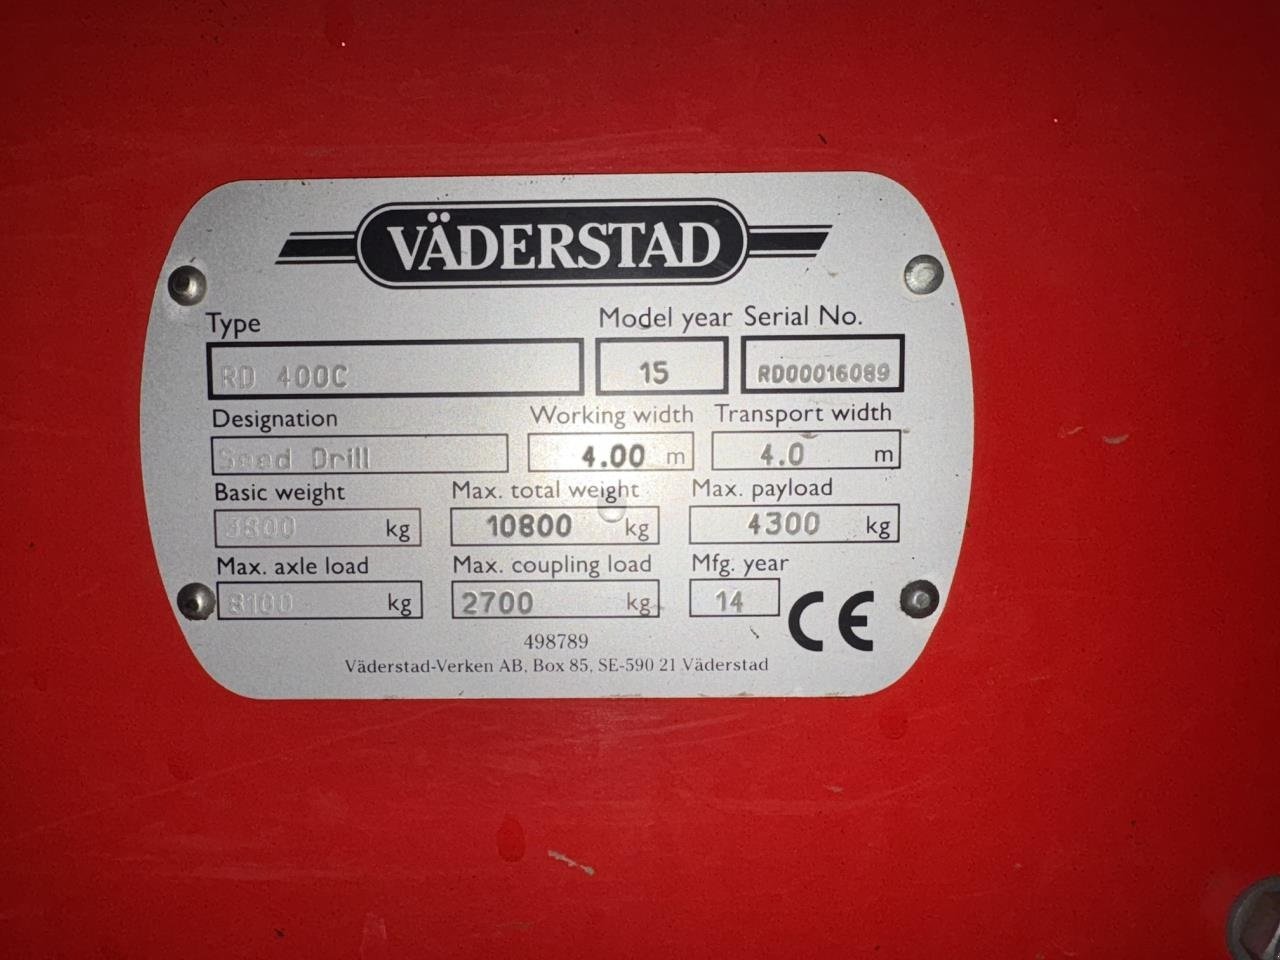 VÄDERSTAD
Type Model year Serial No.
RD 400C 15 RD00016089
Designation Working width Transport width
Seed Drill 4.00 m 4.0 m
Basic weight Max. total weight Max. payload
kg 10800 kg 4300 kg
Max. axle load Max. coupling load Mfg. year
8100 kg 2700 kg 14 CE
498789
Väderstad-Verken AB, Box 85, SE-590 21 Väderstad